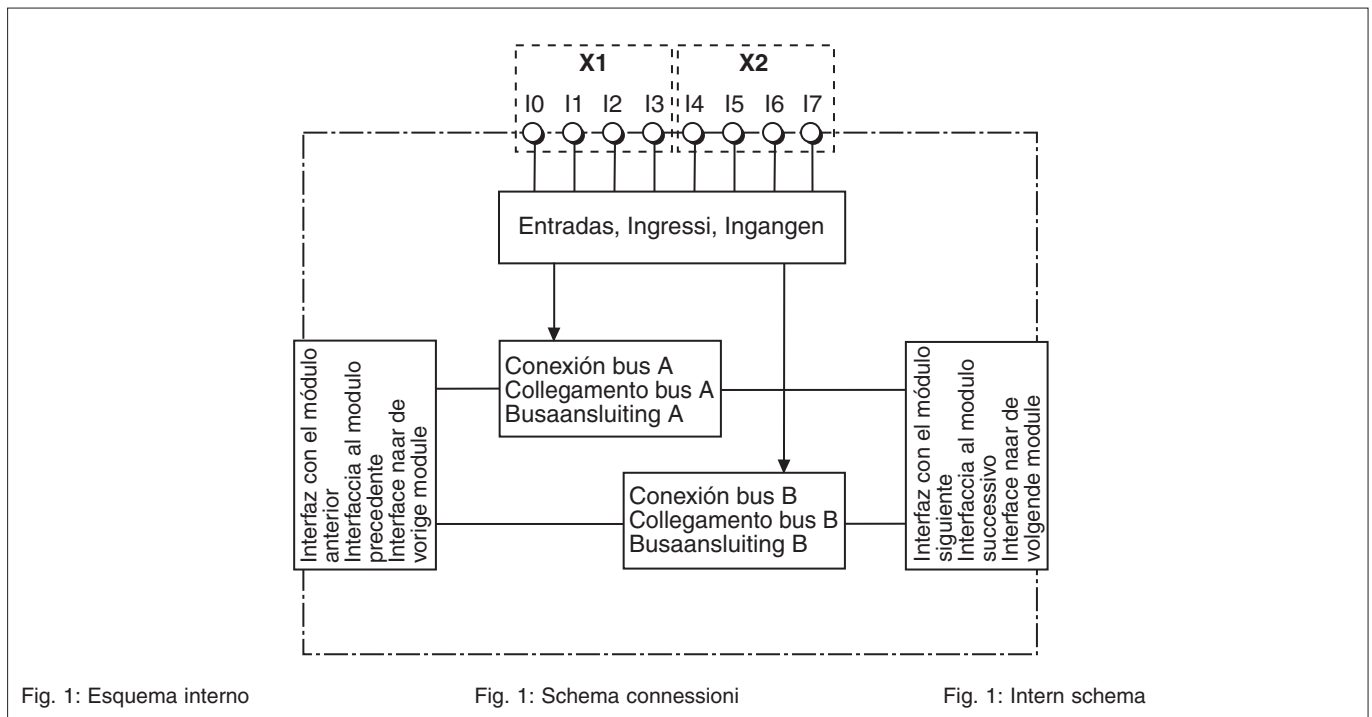 X1 X2
I0 I1 I2 I3 I4 I5 I6 I7
Entradas, Ingressi, Ingangen
Conexión bus A
Collegamento bus A
Busaansluiting A
Conexión bus B
Collegamento bus B
Busaansluiting B
Interfaz con el módulo
anterior
Interfaccia al modulo
precedente
Interface naar de
vorige module
Interfaz con el módulo
siguiente
Interfaccia al modulo
successivo
Interface naar de
volgende module
Fig. 1: Esquema interno
Fig. 1: Schema connessioni
Fig. 1: Intern schema